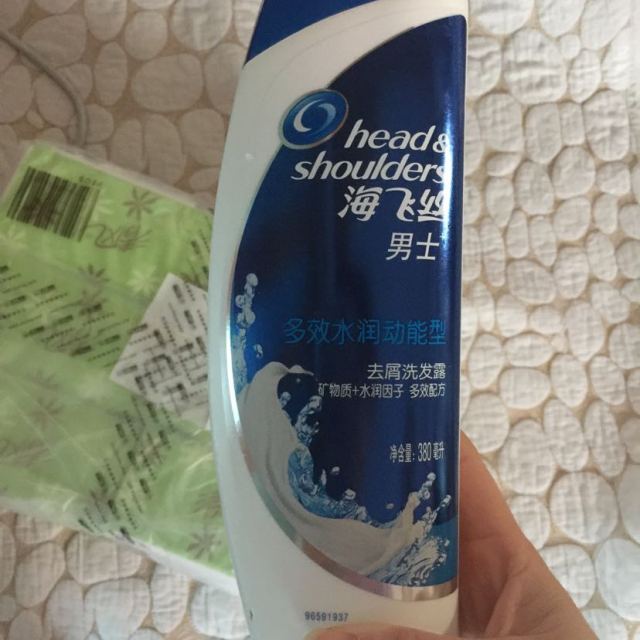 head &
shoulders
海飞丝
男士
多效水润动能型
去屑洗发露
矿物质+水润因子 多效配方
净含量: 380毫升
96591937